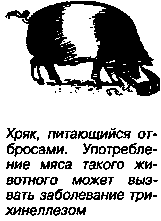 Хряк, питающийся от-
бросами. Употребле-
ние мяса такого жи-
вотного может выз-
вать заболевание три-
хинеллезом